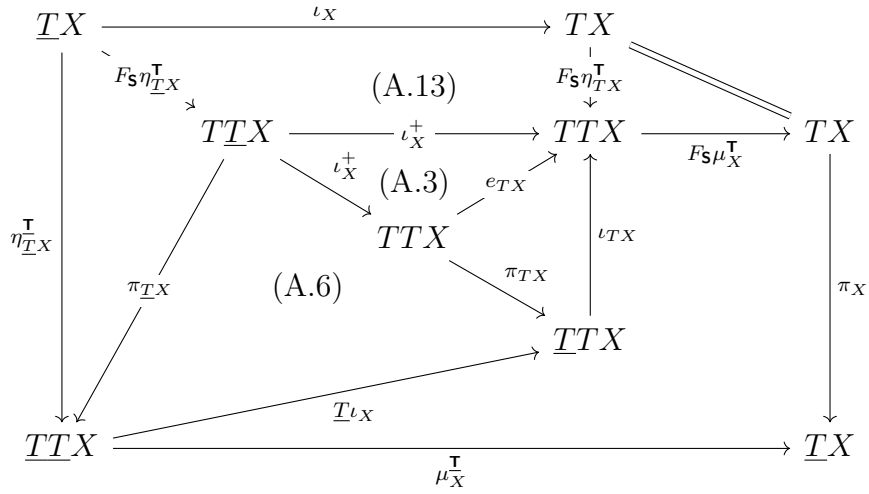 T̲X ι_X TX
F_𝗦 η^𝗧_{T̲X} (A.13) F_𝗦 η^𝗧_{TX}
TT̲X ι_X^+ TTX F_𝗦 μ^𝗧_X TX
ι_X^+ (A.3) e_{TX}
TTX
η^{𝗧̲}_{T̲X} π_{T̲X} (A.6) π_{TX} ι_{TX} π_X
T̲TX
T̲ι_X
T̲T̲X μ^{𝗧̲}_X T̲X